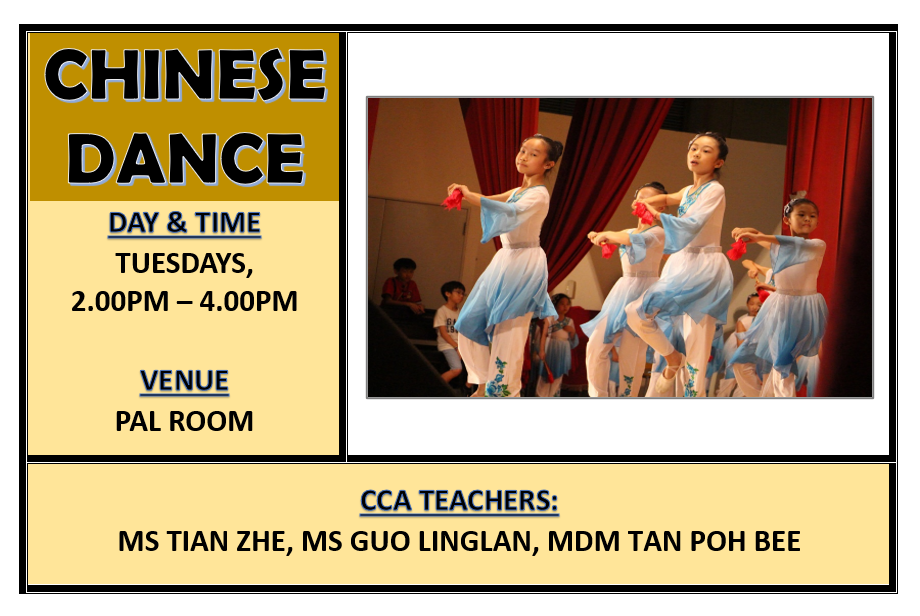 CHINESE
DANCE
DAY & TIME
TUESDAYS,
2.00PM – 4.00PM
VENUE
PAL ROOM
CCA TEACHERS:
MS TIAN ZHE, MS GUO LINGLAN, MDM TAN POH BEE